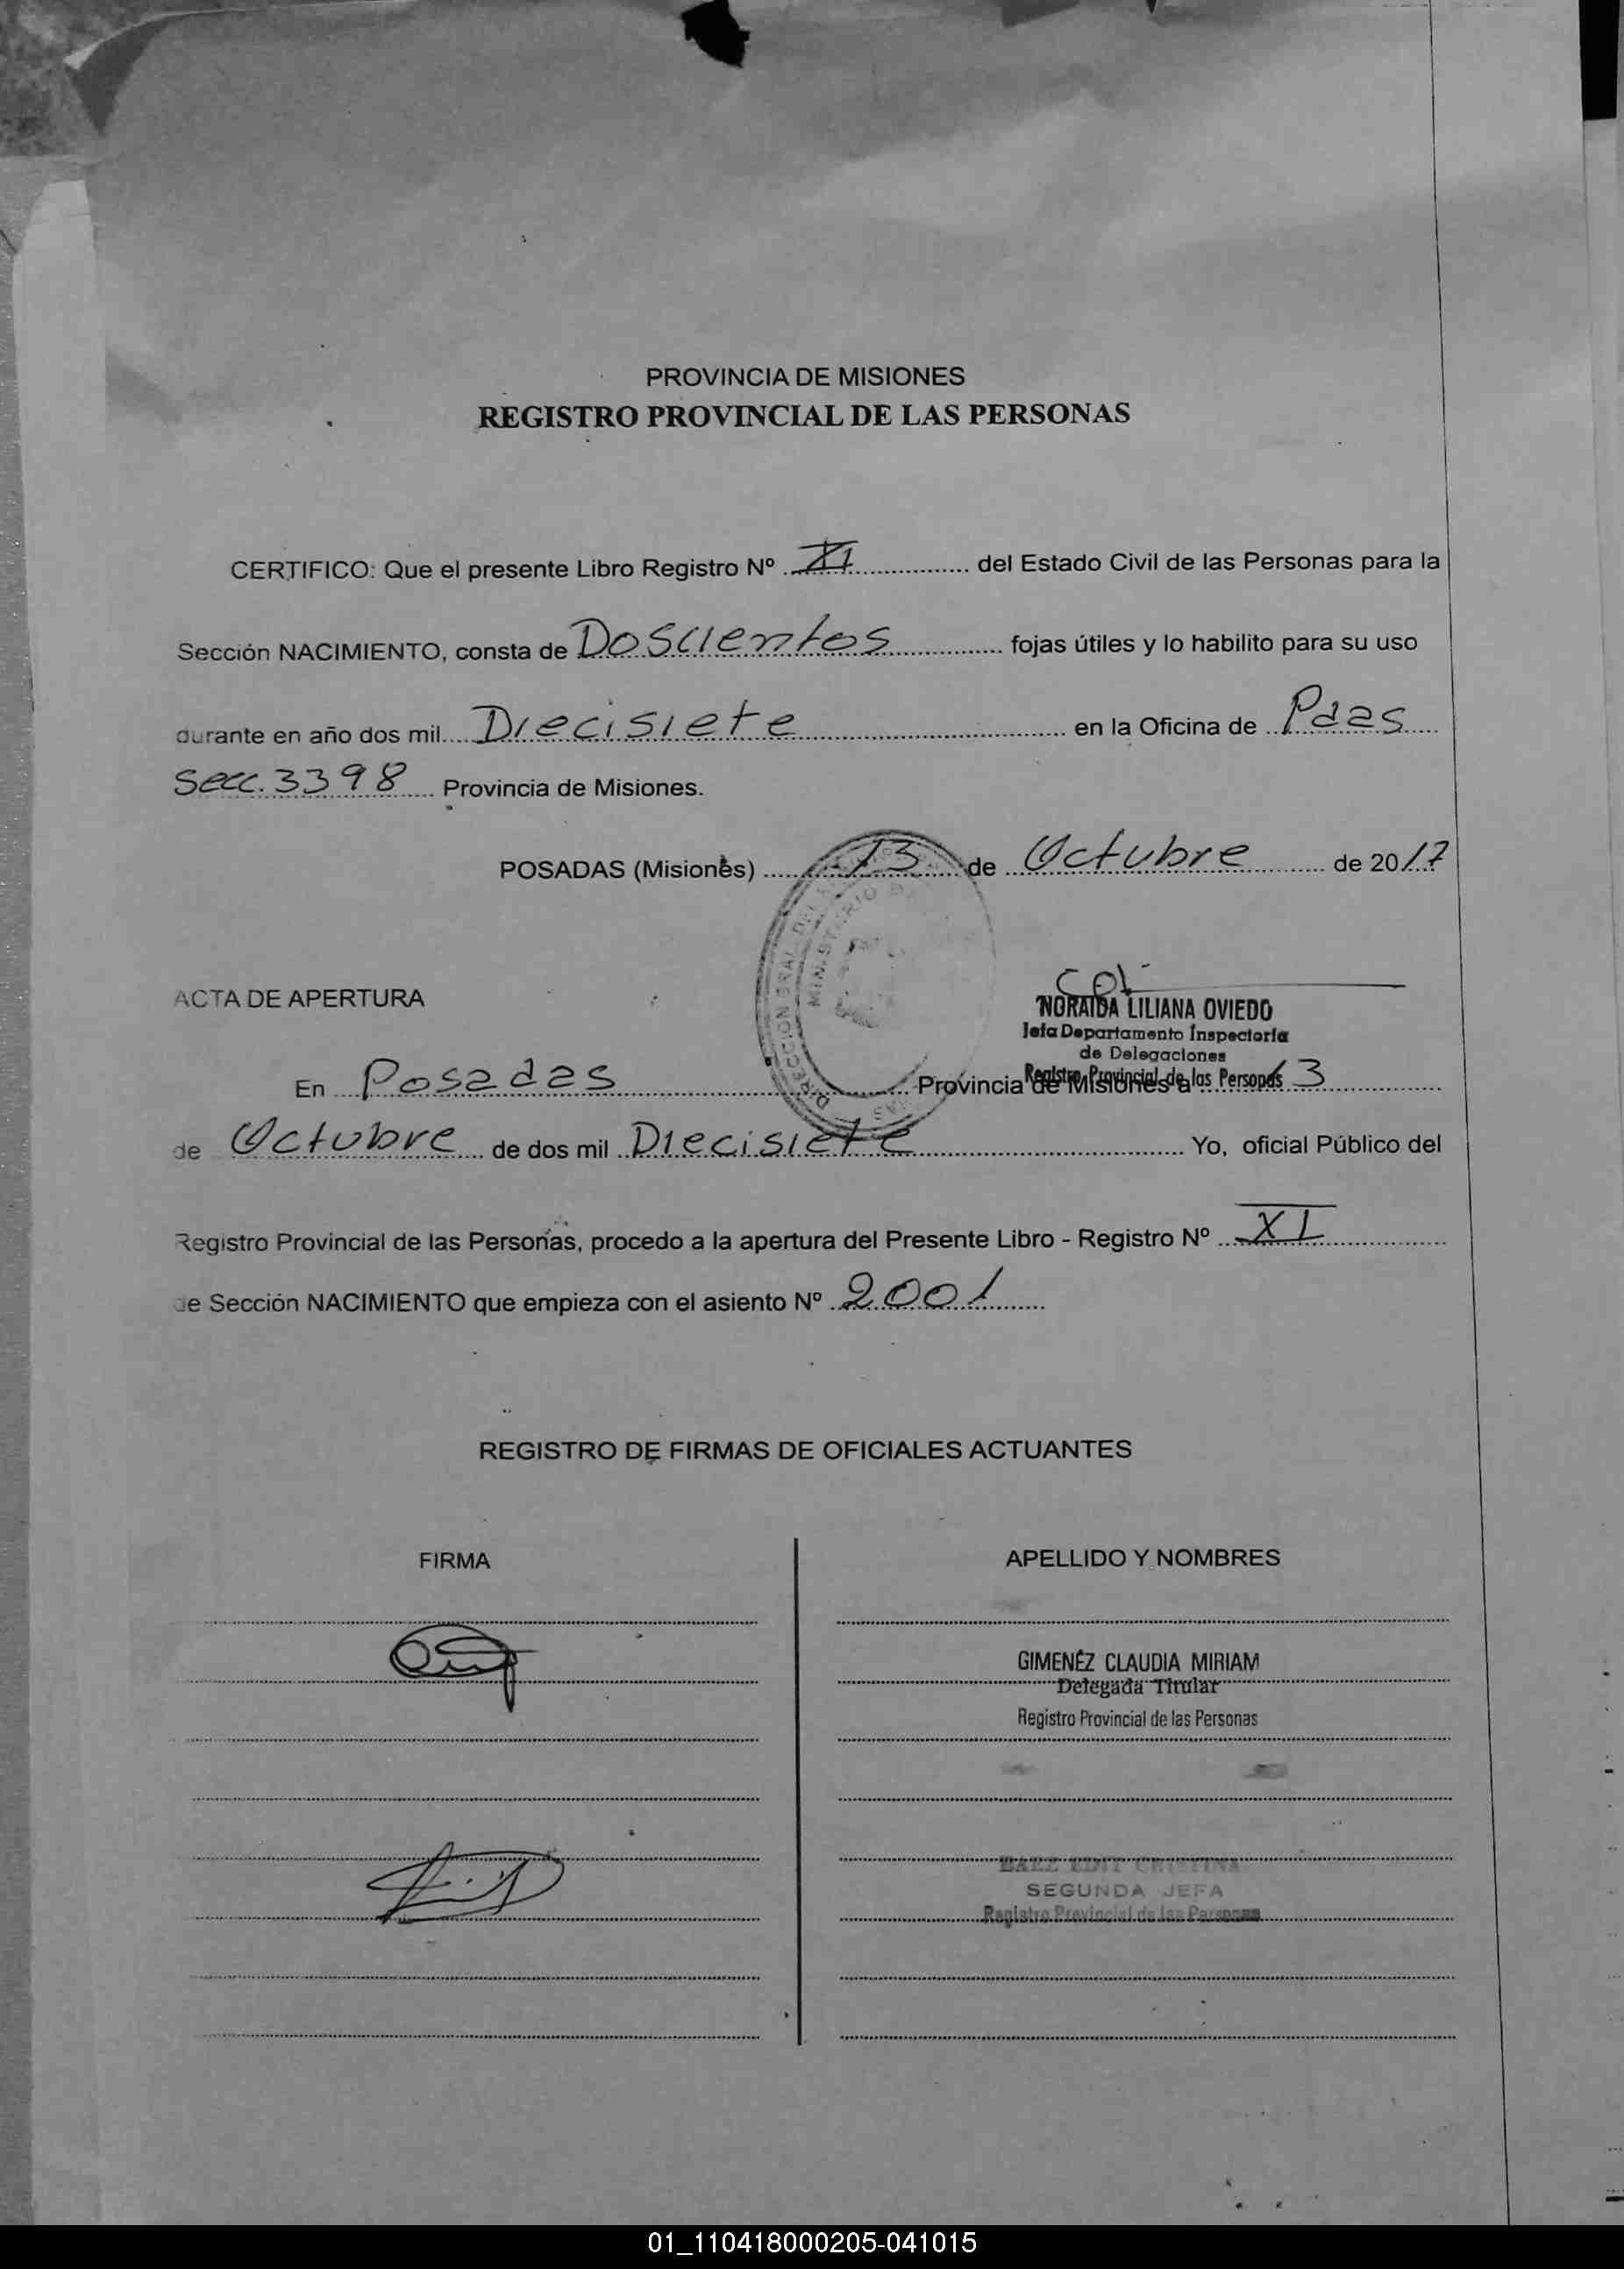 PROVINCIA DE MISIONES
REGISTRO PROVINCIAL DE LAS PERSONAS
CERTIFICO: Que el presente Libro Registro Nº XI del Estado Civil de las Personas para la
Sección NACIMIENTO, consta de Doscientos fojas útiles y lo habilito para su uso
durante en año dos mil Diecisiete en la Oficina de Pdas
Secc. 3398 Provincia de Misiones.
POSADAS (Misiones) 13 de Octubre de 2017
NORAIDA LILIANA OVIEDO
Jefa Departamento Inspectoría
de Delegaciones
Registro Provincial de las Personas
ACTA DE APERTURA
En Posadas Provincia de Misiones a 13
de Octubre de dos mil Diecisiete Yo, oficial Público del
Registro Provincial de las Personas, procedo a la apertura del Presente Libro - Registro Nº XI
de Sección NACIMIENTO que empieza con el asiento Nº 2001
REGISTRO DE FIRMAS DE OFICIALES ACTUANTES
FIRMA APELLIDO Y NOMBRES
GIMENÉZ CLAUDIA MIRIAM
Delegada Titular
Registro Provincial de las Personas
BAEZ EDIT CRISTINA
SEGUNDA JEFA
Registro Provincial de las Personas
01_110418000205-041015